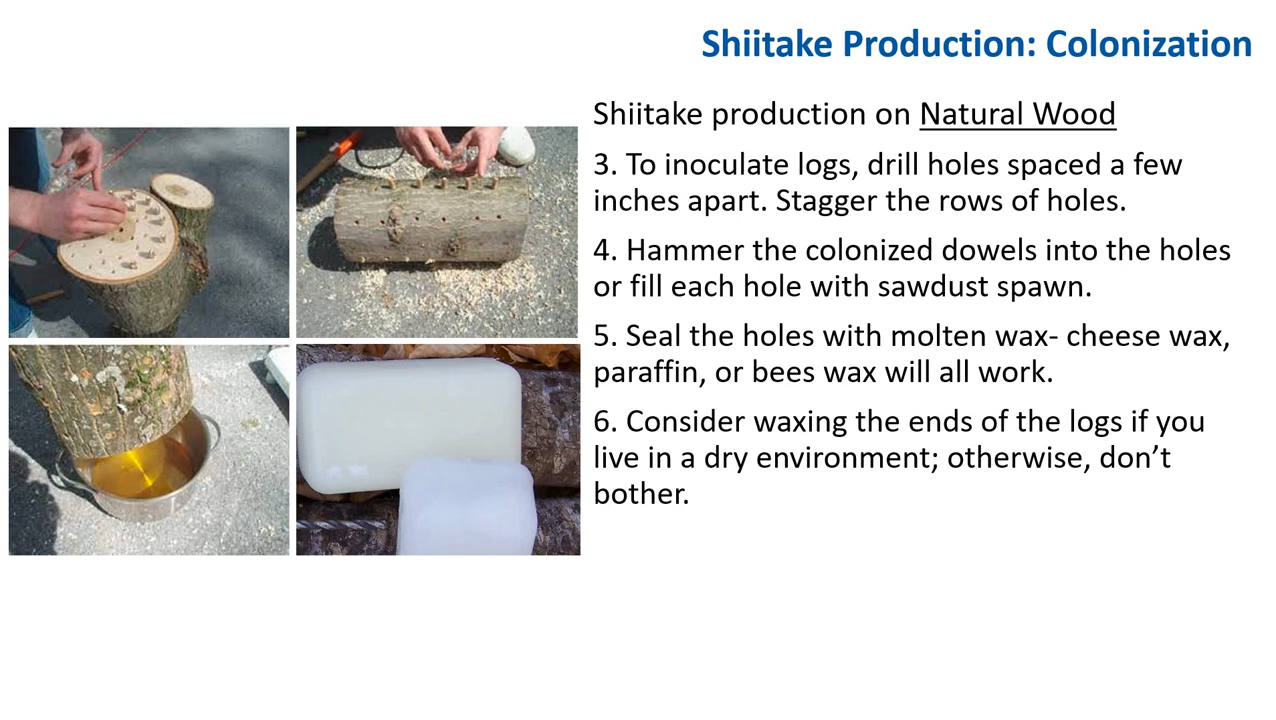 Shiitake Production: Colonization
Shiitake production on Natural Wood
3. To inoculate logs, drill holes spaced a few
inches apart. Stagger the rows of holes.
4. Hammer the colonized dowels into the holes
or fill each hole with sawdust spawn.
5. Seal the holes with molten wax- cheese wax,
paraffin, or bees wax will all work.
6. Consider waxing the ends of the logs if you
live in a dry environment; otherwise, don’t
bother.